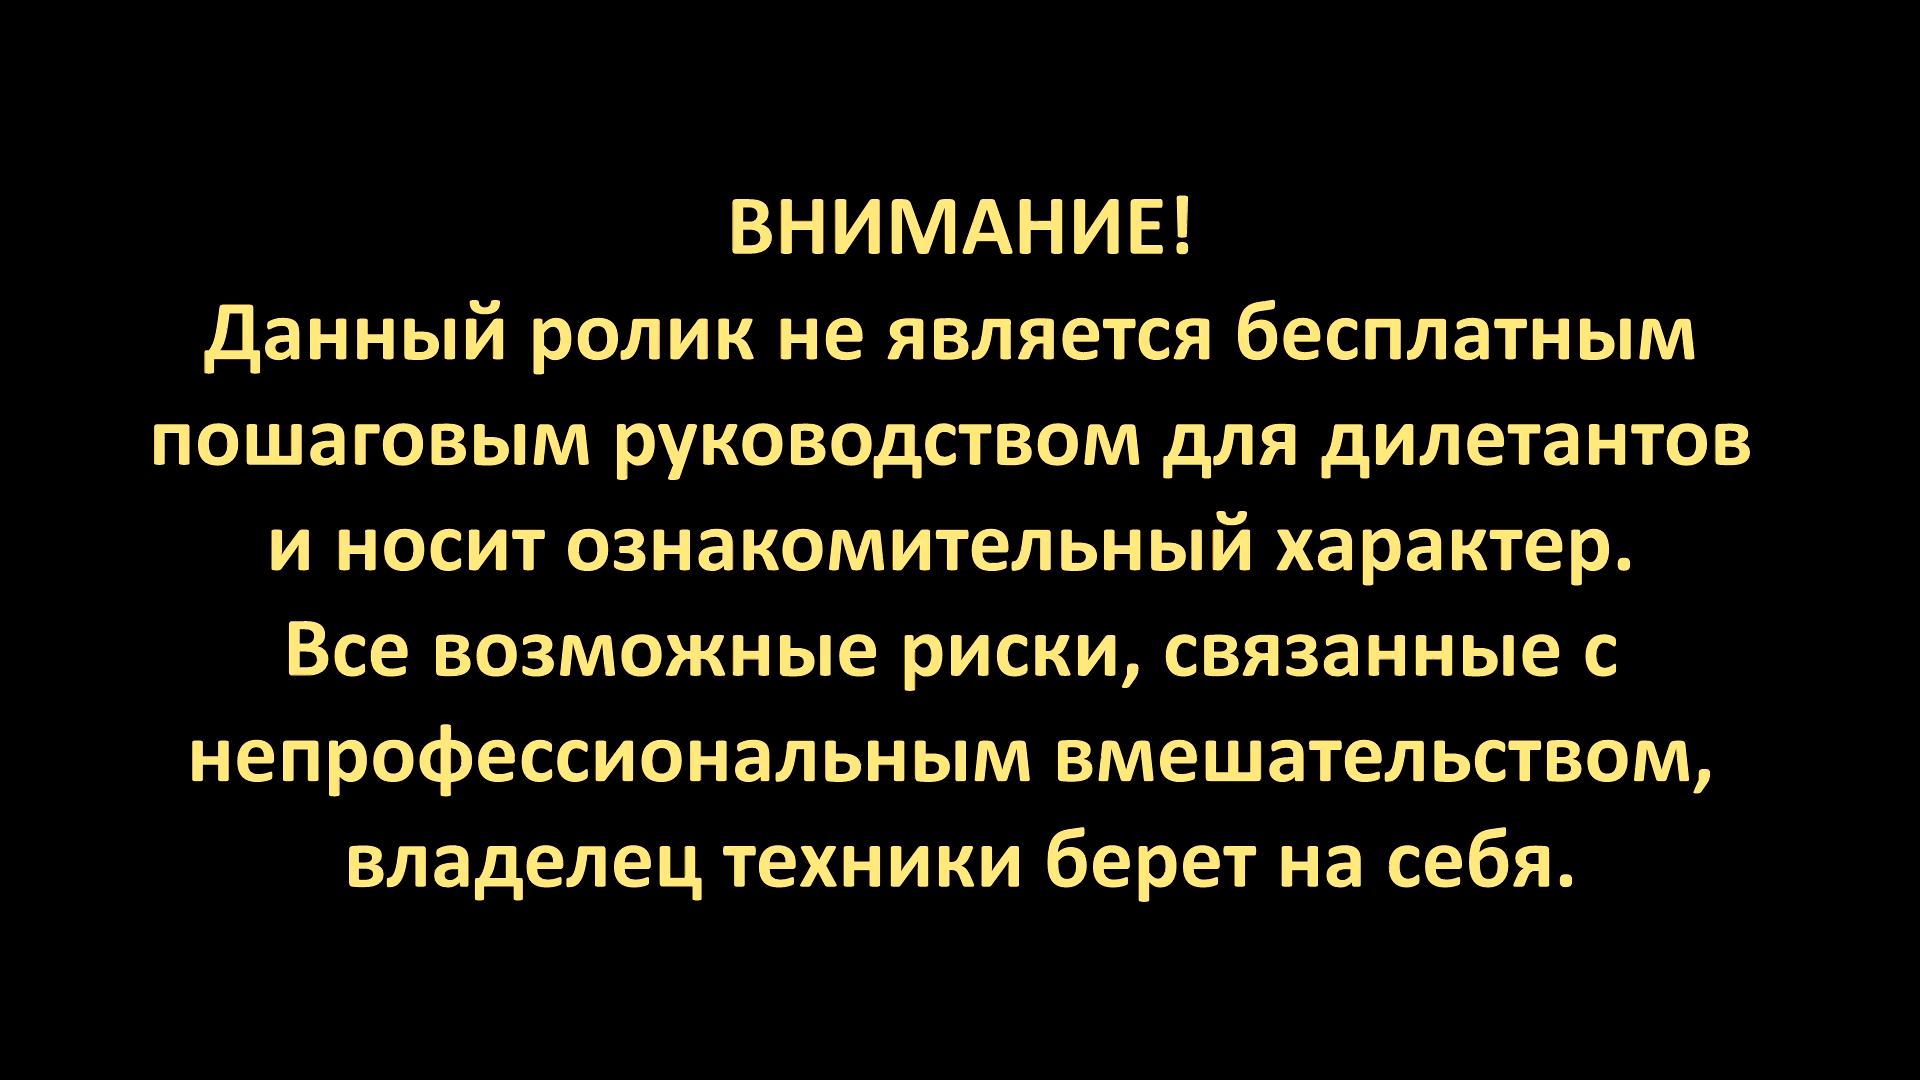 ВНИМАНИЕ!
Данный ролик не является бесплатным
пошаговым руководством для дилетантов
и носит ознакомительный характер.
Все возможные риски, связанные с
непрофессиональным вмешательством,
владелец техники берет на себя.